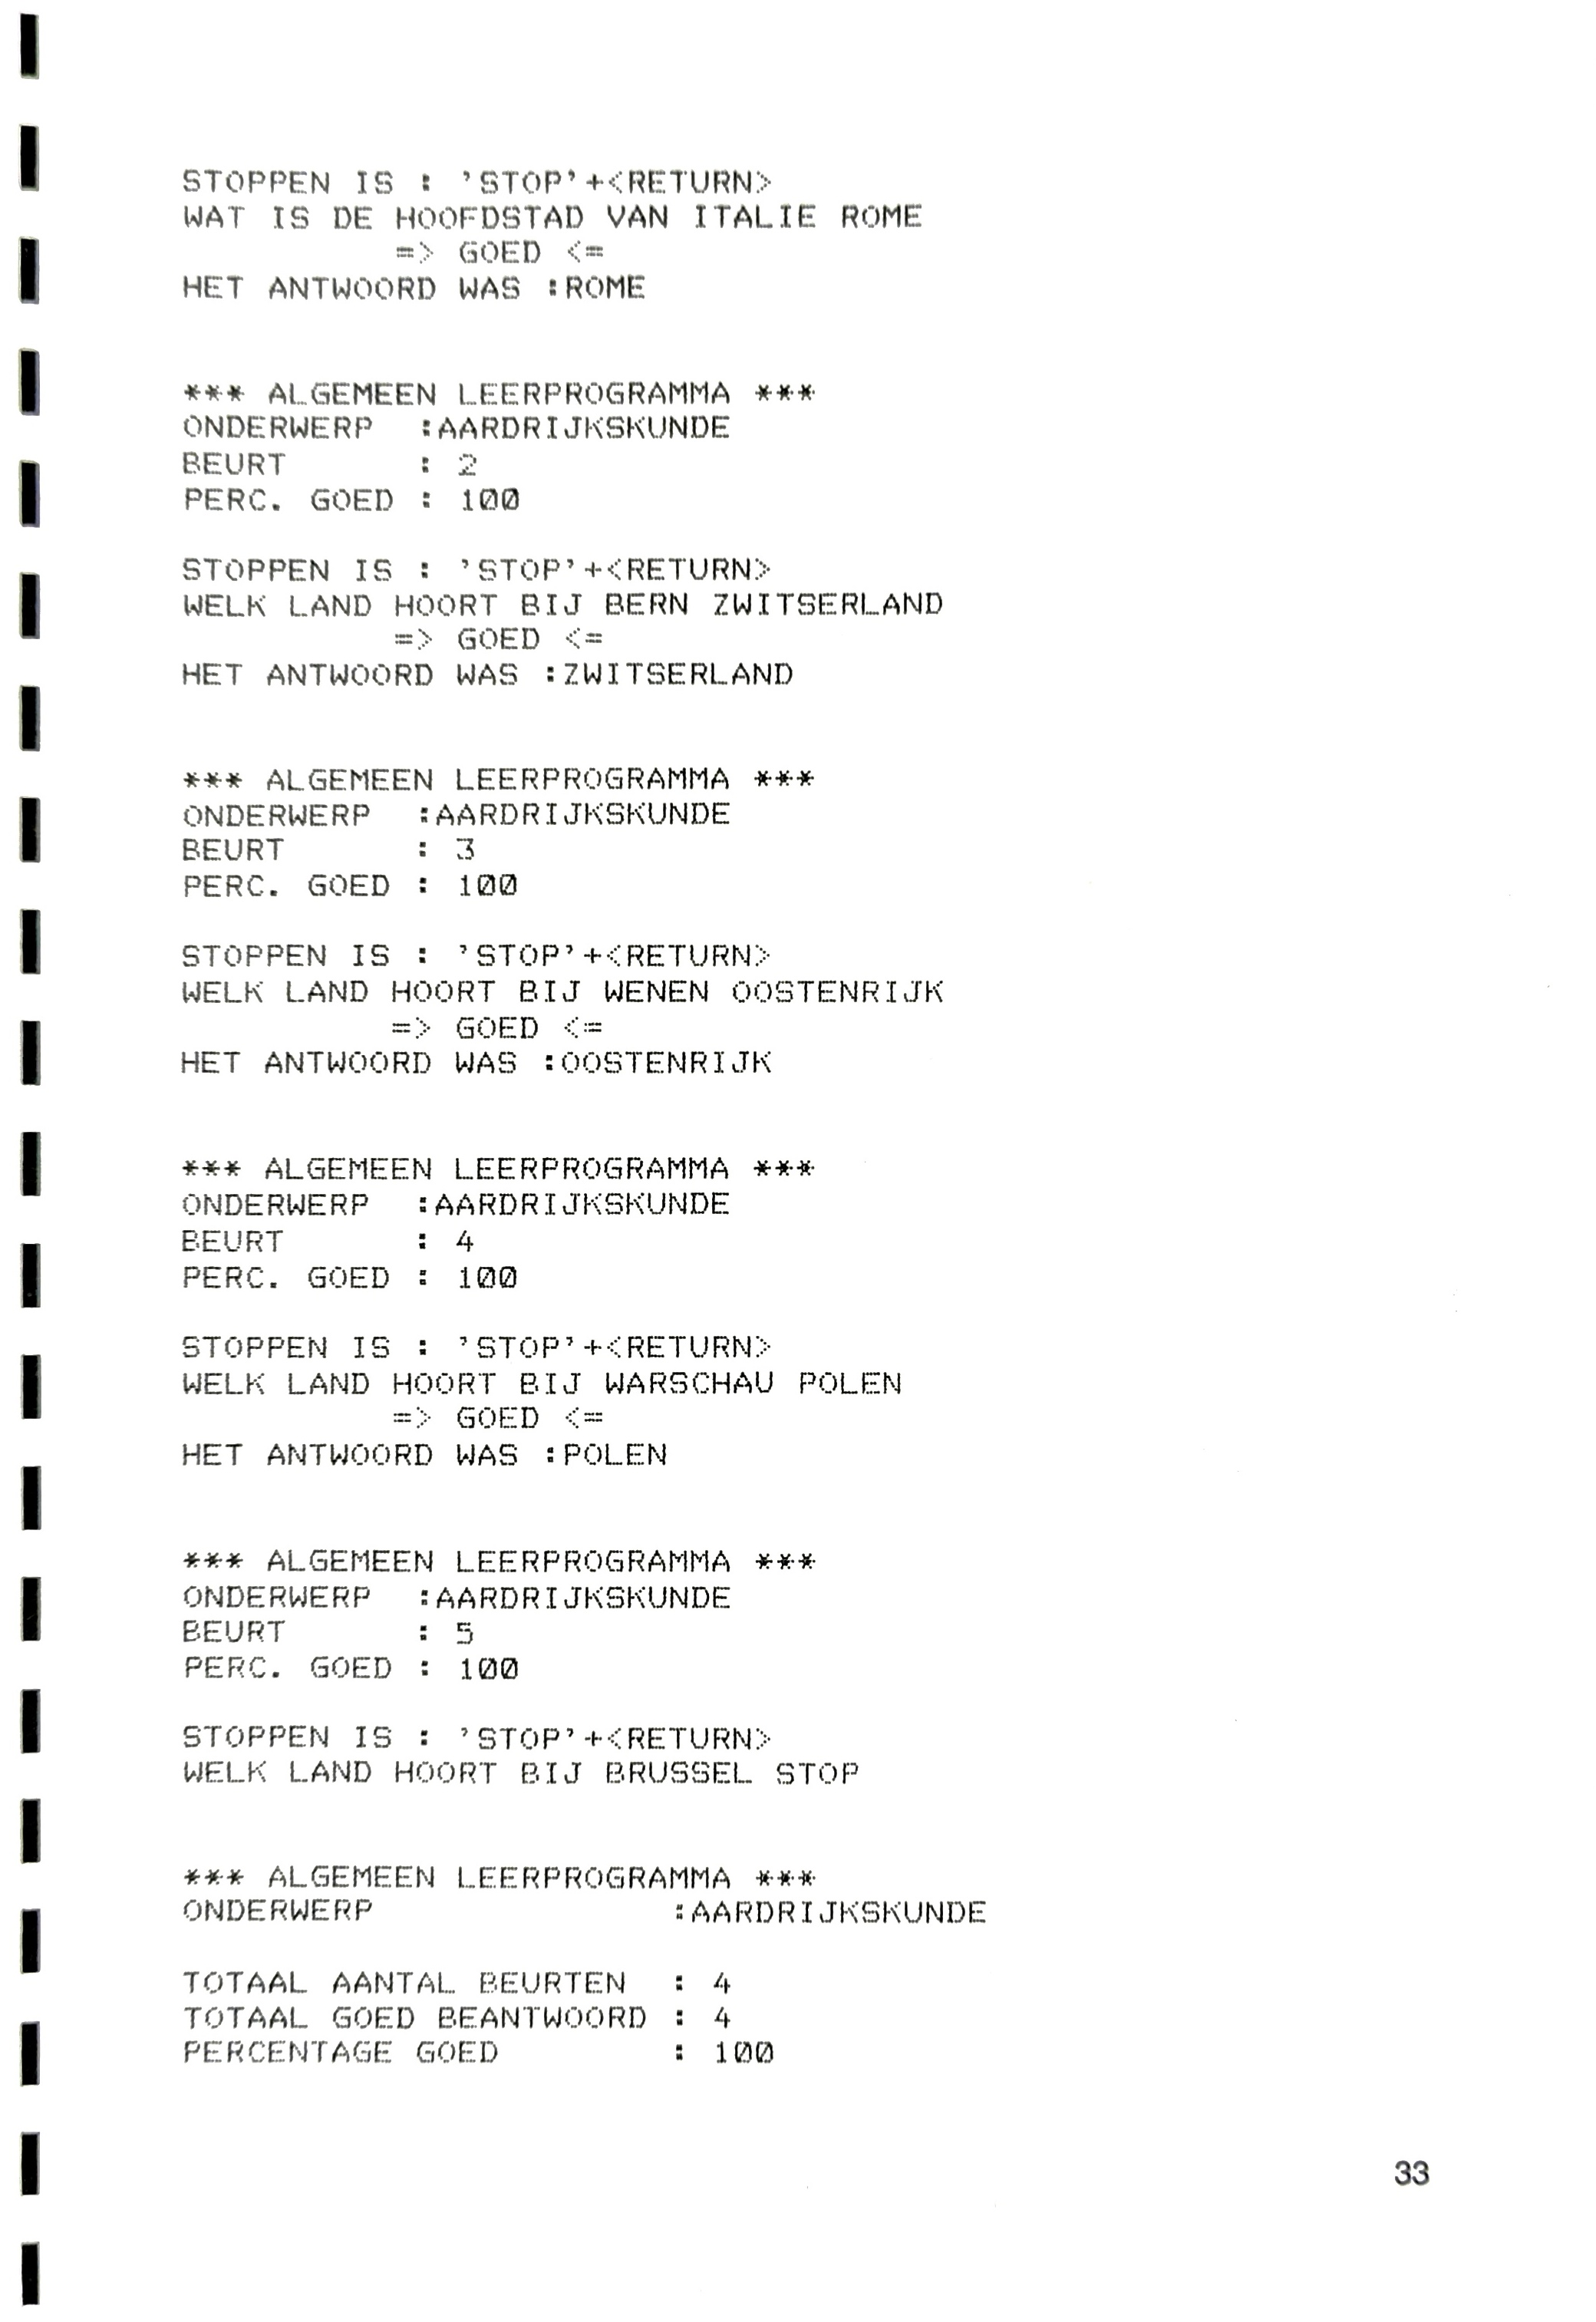 STOPPEN IS : 'STOP'+<RETURN>
WAT IS DE HOOFDSTAD VAN ITALIE ROME
=> GOED <=
HET ANTWOORD WAS :ROME
*** ALGEMEEN LEERPROGRAMMA ***
ONDERWERP :AARDRIJKSKUNDE
BEURT : 2
PERC. GOED : 100
STOPPEN IS : 'STOP'+<RETURN>
WELK LAND HOORT BIJ BERN ZWITSERLAND
=> GOED <=
HET ANTWOORD WAS :ZWITSERLAND
*** ALGEMEEN LEERPROGRAMMA ***
ONDERWERP :AARDRIJKSKUNDE
BEURT : 3
PERC. GOED : 100
STOPPEN IS : 'STOP'+<RETURN>
WELK LAND HOORT BIJ WENEN OOSTENRIJK
=> GOED <=
HET ANTWOORD WAS :OOSTENRIJK
*** ALGEMEEN LEERPROGRAMMA ***
ONDERWERP :AARDRIJKSKUNDE
BEURT : 4
PERC. GOED : 100
STOPPEN IS : 'STOP'+<RETURN>
WELK LAND HOORT BIJ WARSCHAU POLEN
=> GOED <=
HET ANTWOORD WAS :POLEN
*** ALGEMEEN LEERPROGRAMMA ***
ONDERWERP :AARDRIJKSKUNDE
BEURT : 5
PERC. GOED : 100
STOPPEN IS : 'STOP'+<RETURN>
WELK LAND HOORT BIJ BRUSSEL STOP
*** ALGEMEEN LEERPROGRAMMA ***
ONDERWERP :AARDRIJKSKUNDE
TOTAAL AANTAL BEURTEN : 4
TOTAAL GOED BEANTWOORD : 4
PERCENTAGE GOED : 100
33